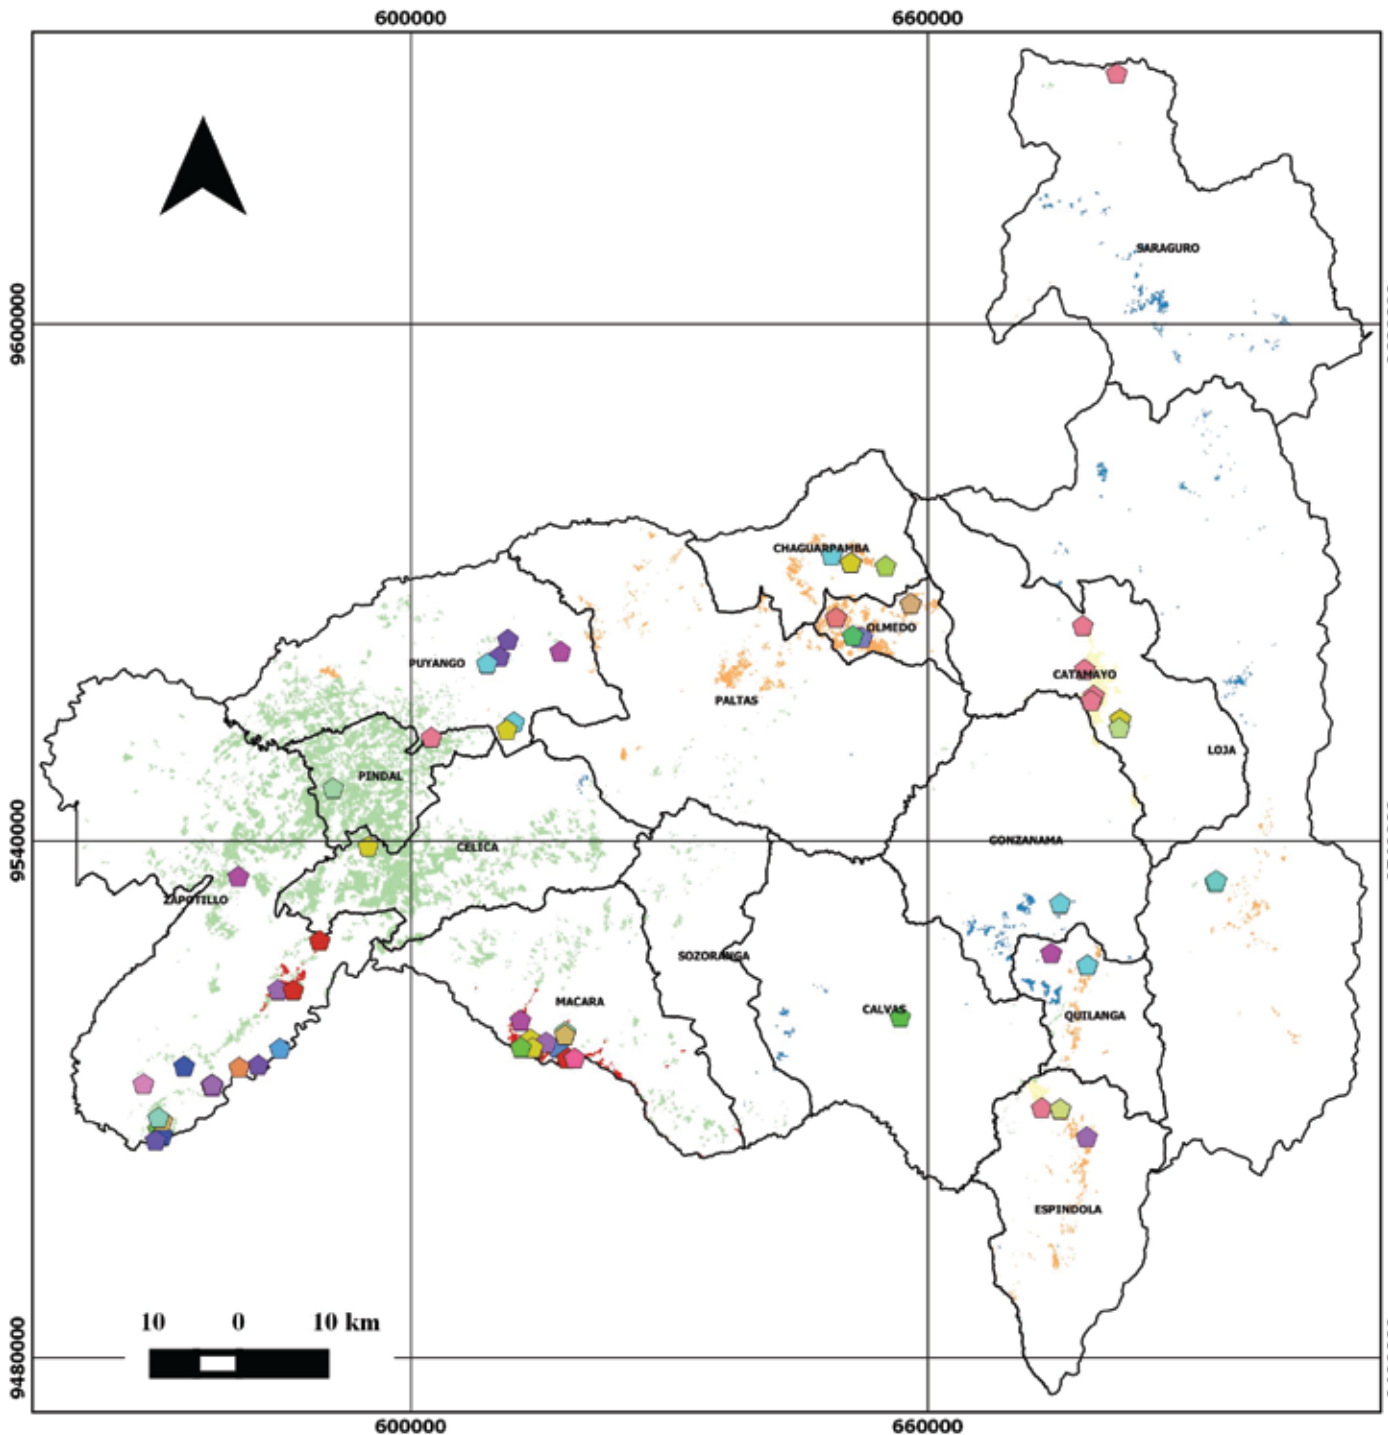 600000 660000
SARAGURO
9600000
CHAGUARPAMBA
OLMEDO
PUYANGO
CATAMAYO
PALTAS
LOJA
PINDAL
9540000
GONZANAMA
CELICA
ZAPOTILLO
SOZORANGA
MACARA
CALVAS
QUILANGA
ESPINDOLA
10 0 10 km
9480000
600000 660000